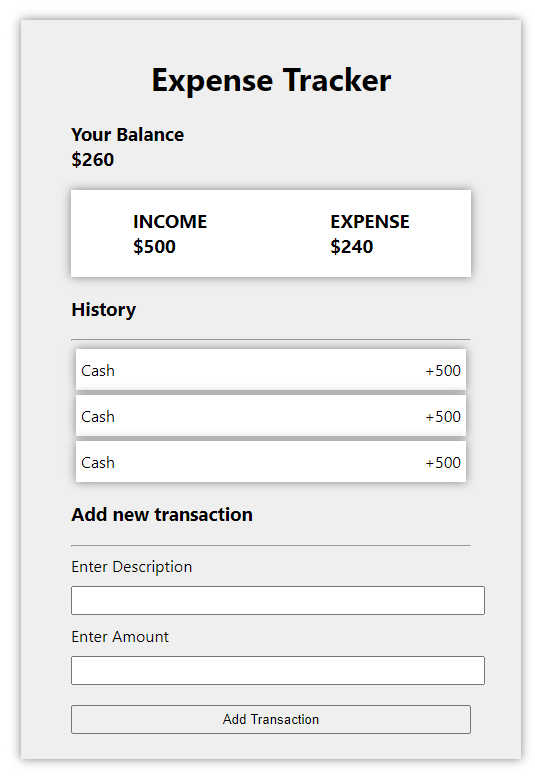 Expense Tracker
Your Balance
$260
INCOME EXPENSE
$500 $240
History
Cash +500
Cash +500
Cash +500
Add new transaction
Enter Description
Enter Amount
Add Transaction